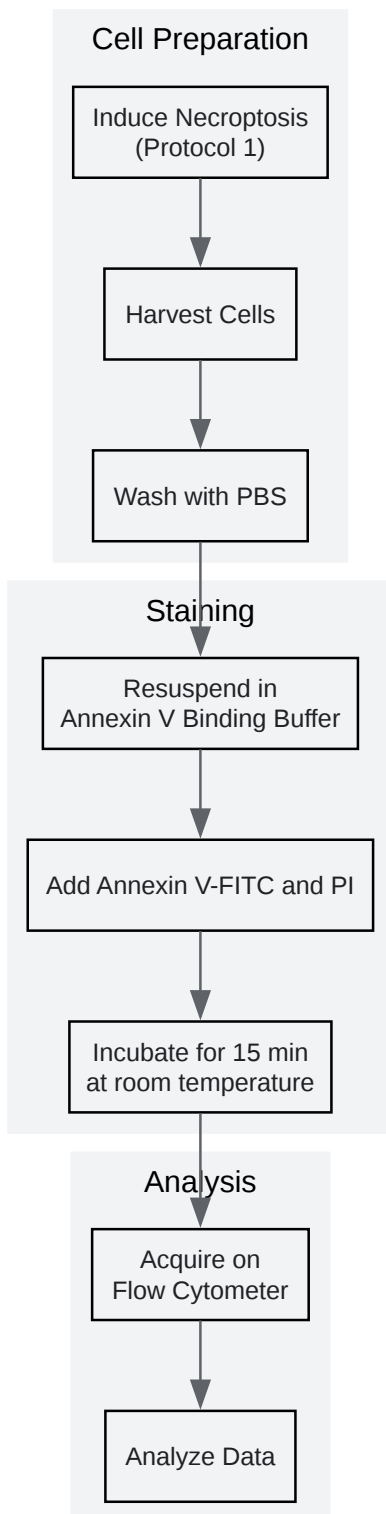 Cell Preparation
Induce Necroptosis
(Protocol 1)
Harvest Cells
Wash with PBS
Staining
Resuspend in
Annexin V Binding Buffer
Add Annexin V-FITC and PI
Incubate for 15 min
at room temperature
Analysis
Acquire on
Flow Cytometer
Analyze Data